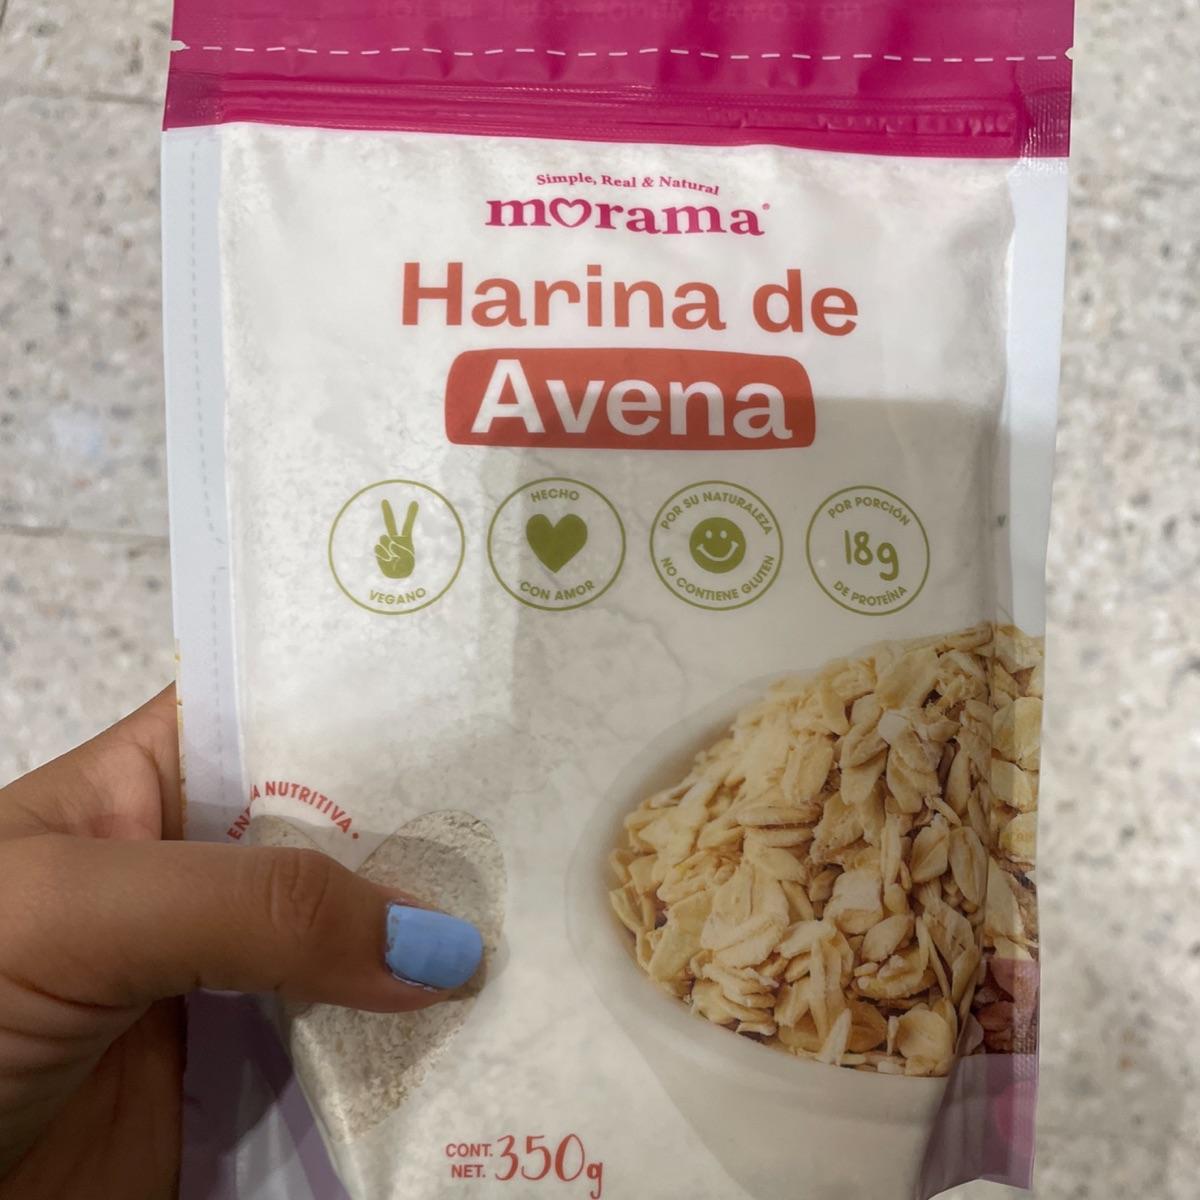 Simple, Real & Natural
morama
Harina de
Avena
VEGANO
HECHO
CON AMOR
POR SU NATURALEZA
NO CONTIENE GLUTEN
POR PORCIÓN
18g
DE PROTEÍNA
NUTRITIVA •
CONT.
NET. 350g